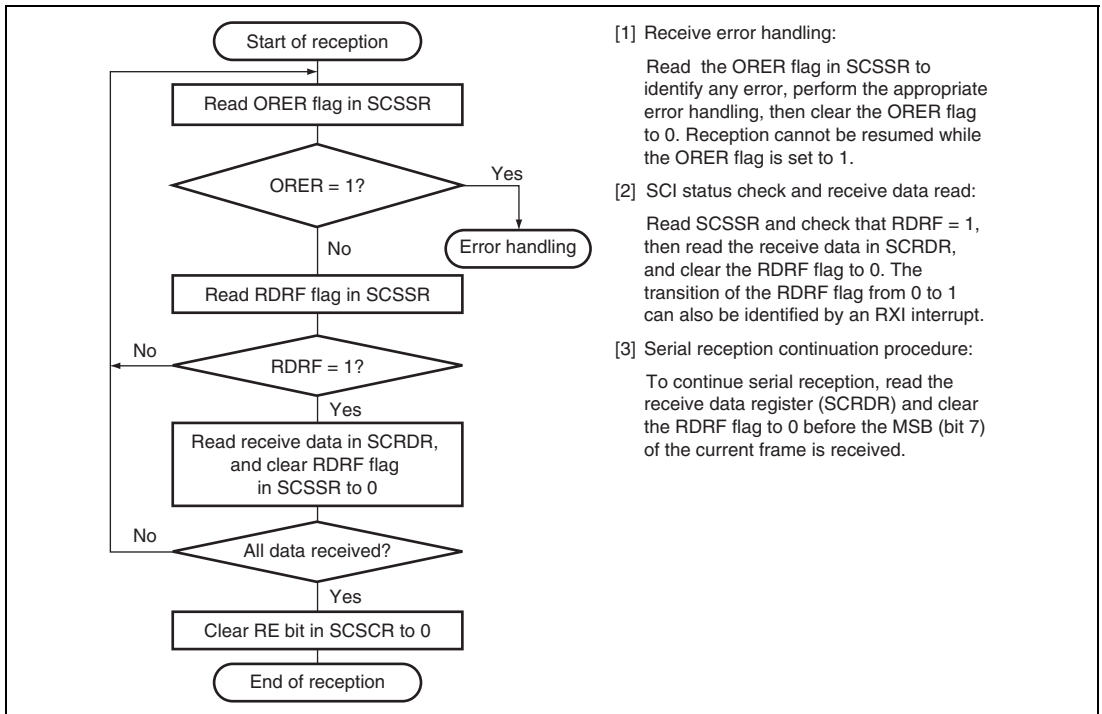 Start of reception
Read ORER flag in SCSSR
ORER = 1?
Yes
Error handling
No
Read RDRF flag in SCSSR
No
RDRF = 1?
Yes
Read receive data in SCRDR,
and clear RDRF flag
in SCSSR to 0
No
All data received?
Yes
Clear RE bit in SCSCR to 0
End of reception
[1] Receive error handling:
Read the ORER flag in SCSSR to
identify any error, perform the appropriate
error handling, then clear the ORER flag
to 0. Reception cannot be resumed while
the ORER flag is set to 1.
[2] SCI status check and receive data read:
Read SCSSR and check that RDRF = 1,
then read the receive data in SCRDR,
and clear the RDRF flag to 0. The
transition of the RDRF flag from 0 to 1
can also be identified by an RXI interrupt.
[3] Serial reception continuation procedure:
To continue serial reception, read the
receive data register (SCRDR) and clear
the RDRF flag to 0 before the MSB (bit 7)
of the current frame is received.